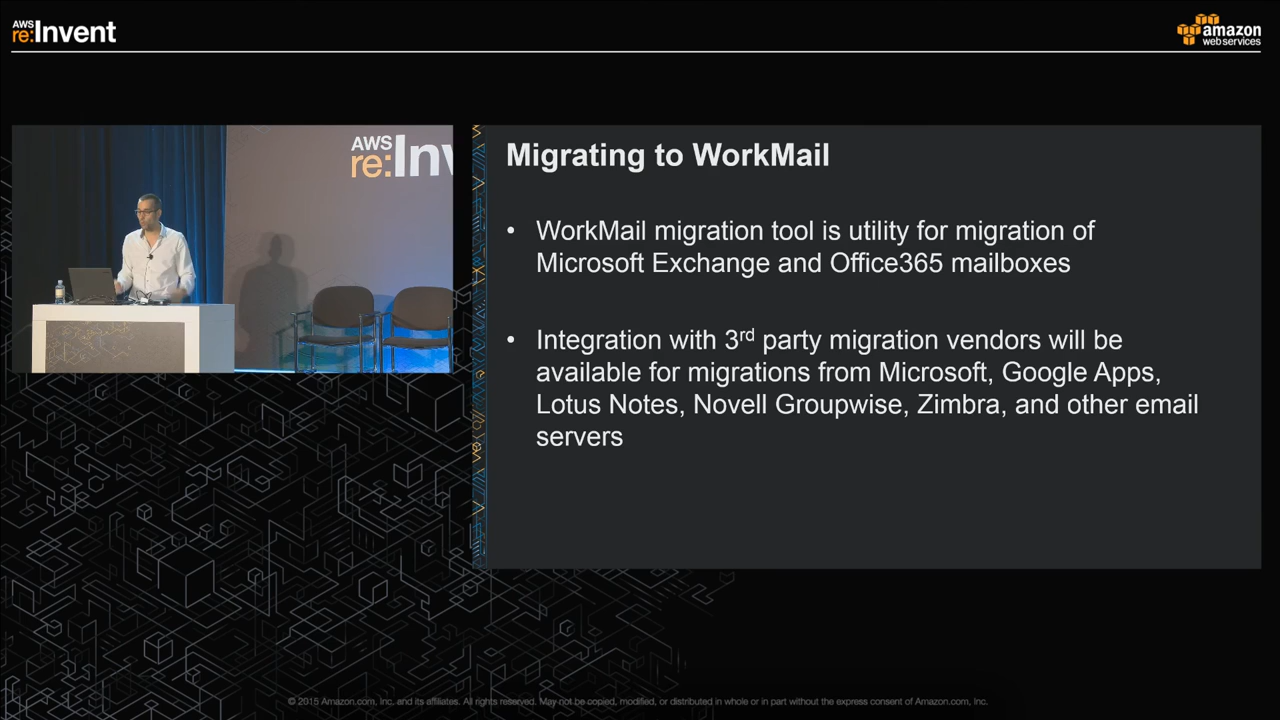 AWS
re:Invent
amazon
web services
AWS
re:Inv
Migrating to WorkMail
• WorkMail migration tool is utility for migration of
Microsoft Exchange and Office365 mailboxes
• Integration with 3rd party migration vendors will be
available for migrations from Microsoft, Google Apps,
Lotus Notes, Novell Groupwise, Zimbra, and other email
servers
© 2015 Amazon.com, Inc, and its affiliates. All rights reserved. May not be copied, modified, or distributed in whole or in part without the express consent of Amazon.com, Inc.